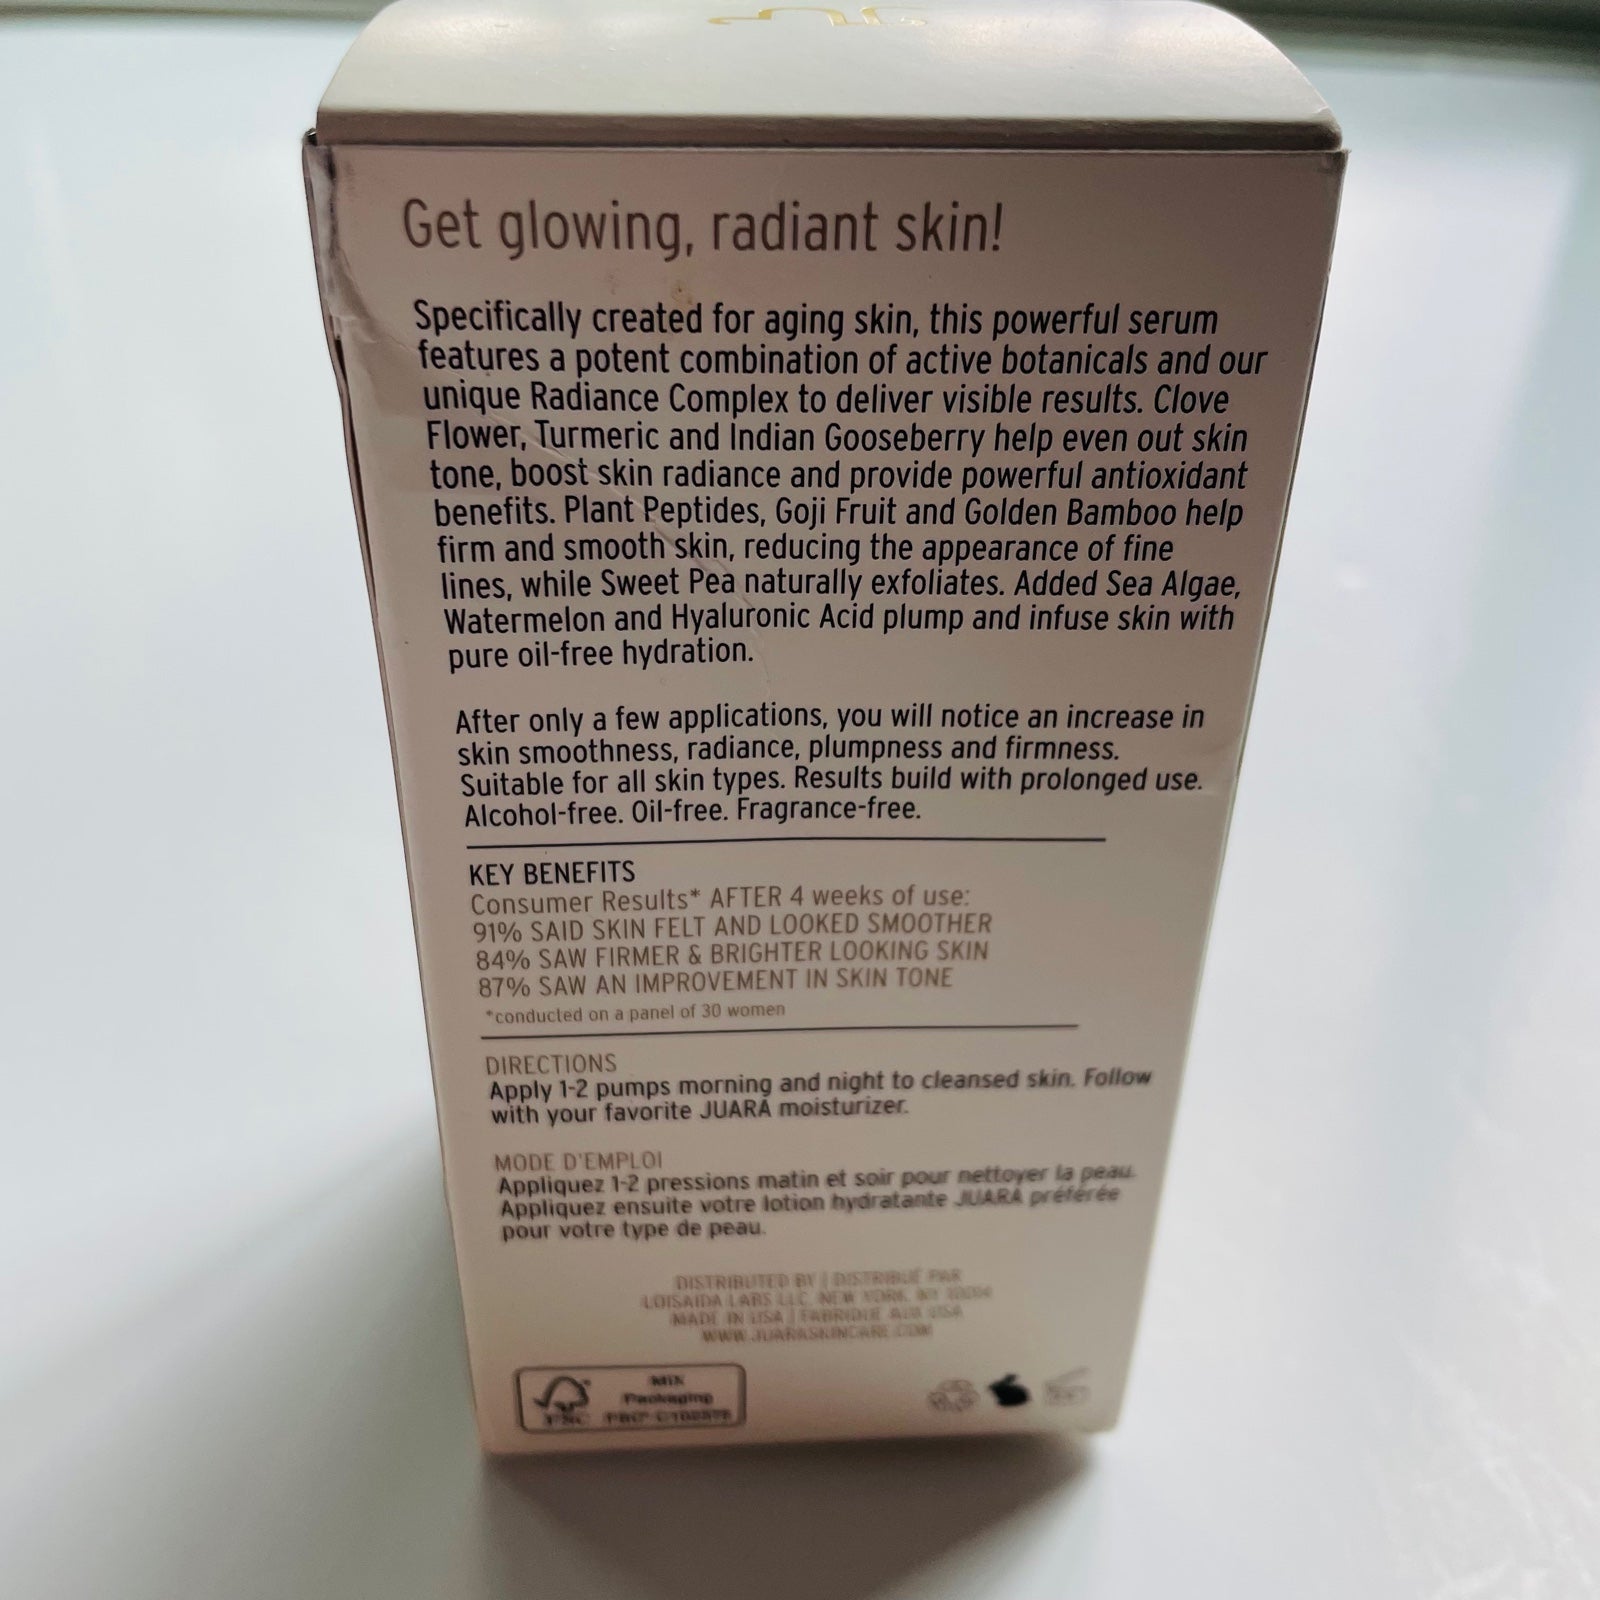 Get glowing, radiant skin!
Specifically created for aging skin, this powerful serum
features a potent combination of active botanicals and our
unique Radiance Complex to deliver visible results. Clove
Flower, Turmeric and Indian Gooseberry help even out skin
tone, boost skin radiance and provide powerful antioxidant
benefits. Plant Peptides, Goji Fruit and Golden Bamboo help
firm and smooth skin, reducing the appearance of fine
lines, while Sweet Pea naturally exfoliates. Added Sea Algae,
Watermelon and Hyaluronic Acid plump and infuse skin with
pure oil-free hydration.
After only a few applications, you will notice an increase in
skin smoothness, radiance, plumpness and firmness.
Suitable for all skin types. Results build with prolonged use.
Alcohol-free. Oil-free. Fragrance-free.
KEY BENEFITS
Consumer Results* AFTER 4 weeks of use:
91% SAID SKIN FELT AND LOOKED SMOOTHER
84% SAW FIRMER & BRIGHTER LOOKING SKIN
87% SAW AN IMPROVEMENT IN SKIN TONE
*conducted on a panel of 30 women
DIRECTIONS
Apply 1-2 pumps morning and night to cleansed skin. Follow
with your favorite JUARA moisturizer.
MODE D'EMPLOI
Appliquez 1-2 pressions matin et soir pour nettoyer la peau.
Appliquez ensuite votre lotion hydratante JUARA préférée
pour votre type de peau.
DISTRIBUTED BY | DISTRIBUÉ PAR
LOISAIDA LABS LLC, NEW YORK, NY
MADE IN USA | FABRIQUÉ AUX USA
WWW.JUARASKINCARE.COM
MIX
Packaging
FSC